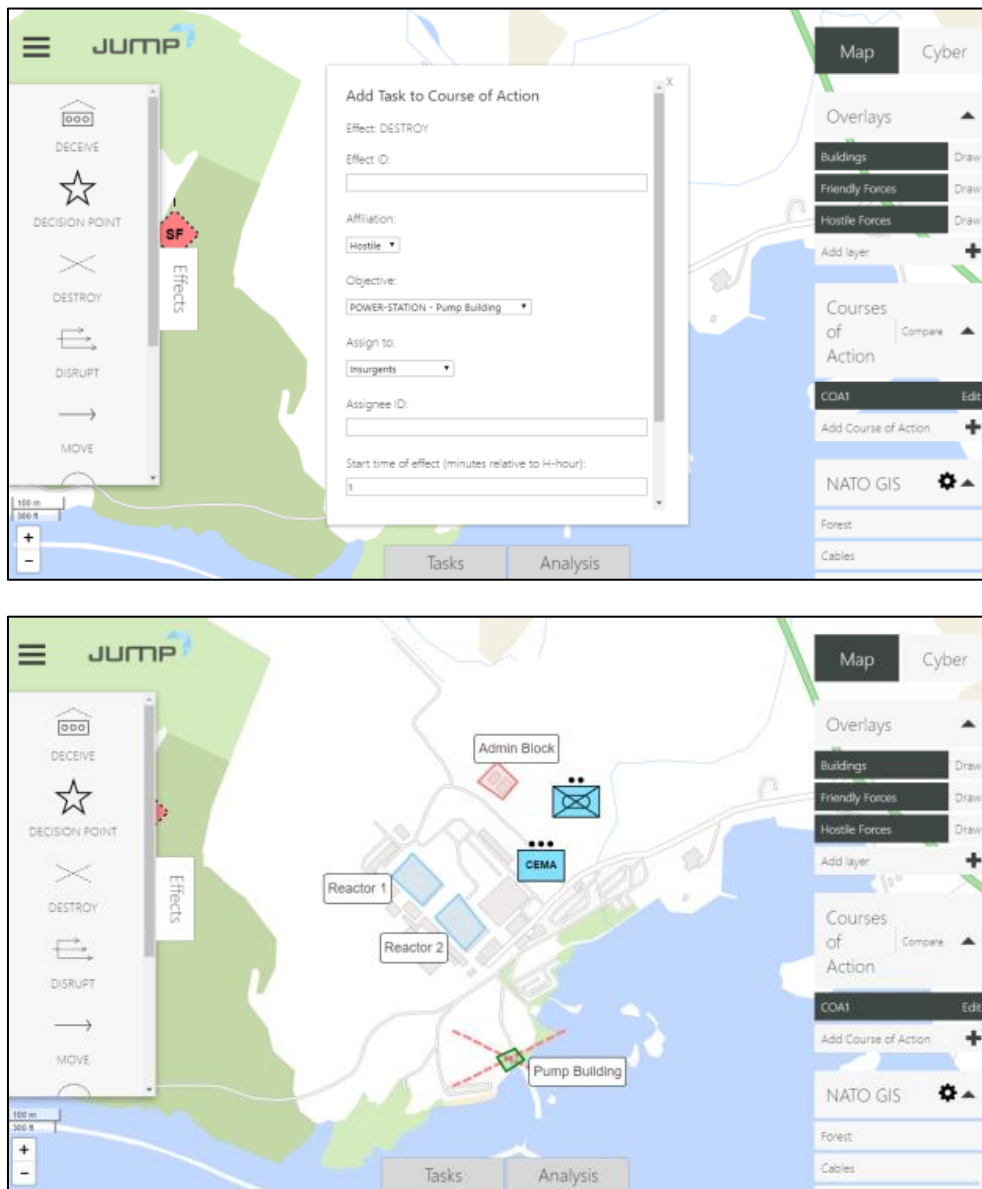 JUMP
Map
Cyber
DECEIVE
DECISION POINT
DESTROY
DISRUPT
MOVE
SF
Effects
Add Task to Course of Action
X
Effect: DESTROY
Effect ID:
Affiliation:
Hostile
Objective:
POWER-STATION - Pump Building
Assign to:
Insurgents
Assignee ID:
Start time of effect (minutes relative to H-hour):
1
Overlays
Buildings Draw
Friendly Forces Draw
Hostile Forces Draw
Add layer
Courses
of Compare
Action
COA1 Edit
Add Course of Action
NATO GIS
Forest
Cables
100 m
300 ft
+
−
Tasks
Analysis
JUMP
Map
Cyber
DECEIVE
DECISION POINT
DESTROY
DISRUPT
MOVE
Effects
Admin Block
CEMA
Reactor 1
Reactor 2
Pump Building
Overlays
Buildings Draw
Friendly Forces Draw
Hostile Forces Draw
Add layer
Courses
of Compare
Action
COA1 Edit
Add Course of Action
NATO GIS
Forest
Cables
100 m
300 ft
+
−
Tasks
Analysis